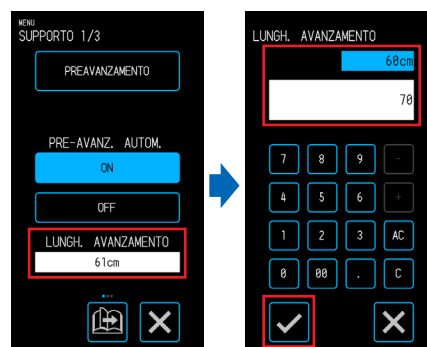 MENU
SUPPORTO 1/3
PREAVANZAMENTO
PRE-AVANZ. AUTOM.
ON
OFF
LUNGH. AVANZAMENTO
61cm
LUNGH. AVANZAMENTO
60cm
70
7 8 9 -
4 5 6 +
1 2 3 AC
0 00 . C